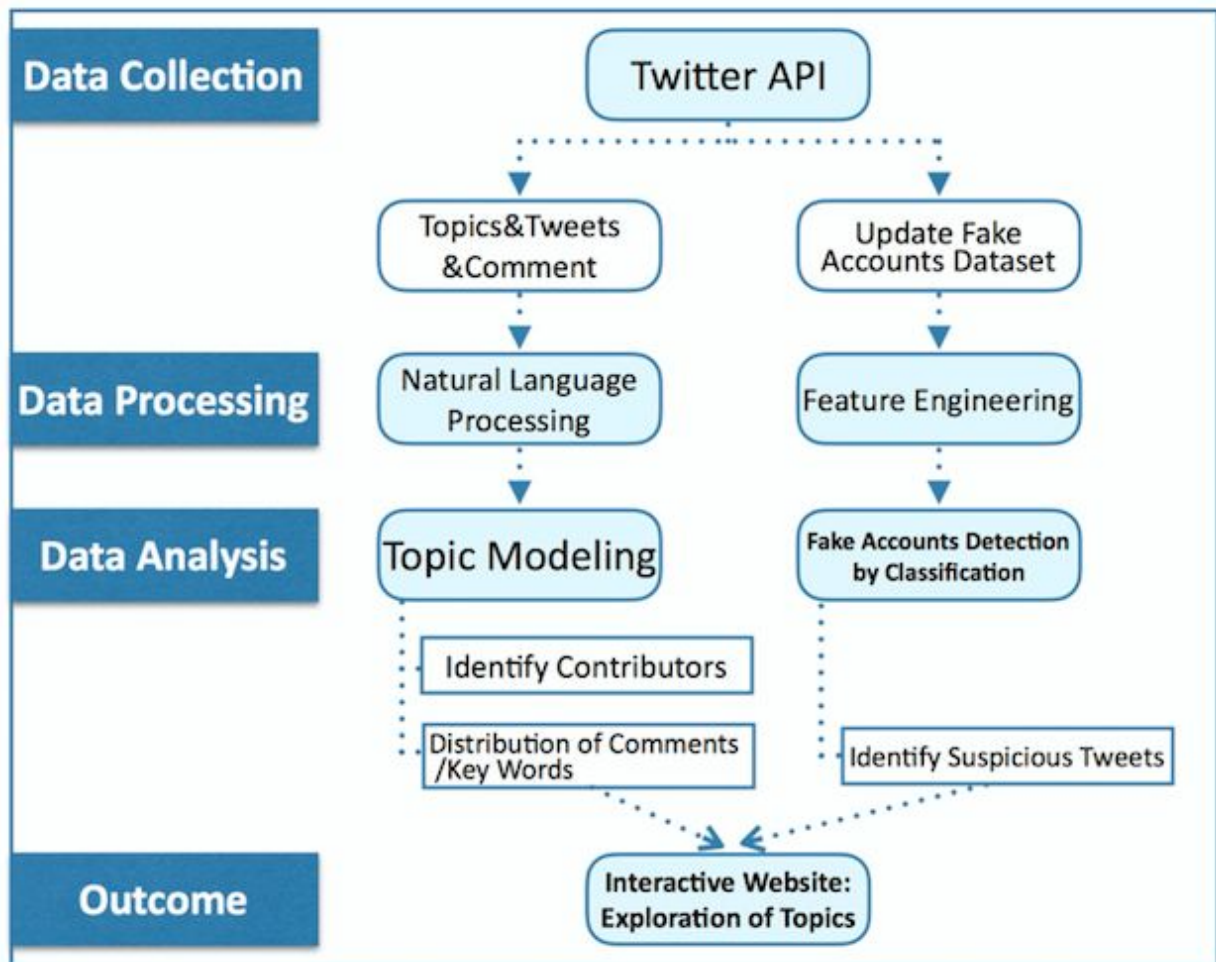 Data Collection
Twitter API
Topics&Tweets
&Comment
Update Fake
Accounts Dataset
Data Processing
Natural Language
Processing
Feature Engineering
Data Analysis
Topic Modeling
Fake Accounts Detection
by Classification
Identify Contributors
Distribution of Comments
/Key Words
Identify Suspicious Tweets
Outcome
Interactive Website:
Exploration of Topics